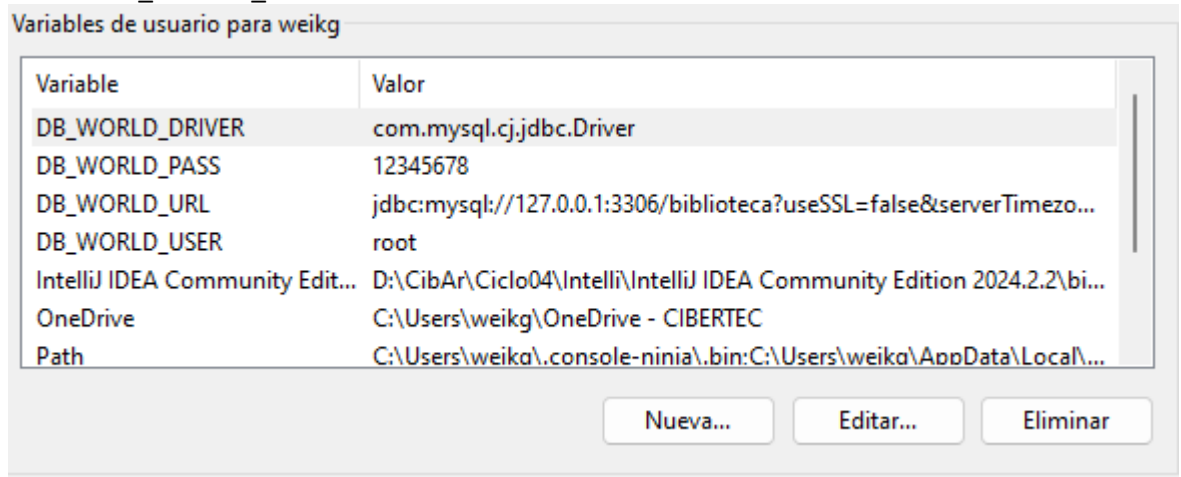 Variables de usuario para weikg
Variable Valor
DB_WORLD_DRIVER com.mysql.cj.jdbc.Driver
DB_WORLD_PASS 12345678
DB_WORLD_URL jdbc:mysql://127.0.0.1:3306/biblioteca?useSSL=false&serverTimezo...
DB_WORLD_USER root
IntelliJ IDEA Community Edit... D:\CibAr\Ciclo04\Intelli\IntelliJ IDEA Community Edition 2024.2.2\bi...
OneDrive C:\Users\weikg\OneDrive - CIBERTEC
Path C:\Users\weikg\.console-ninja\.bin;C:\Users\weikg\AppData\Local\...
Nueva... Editar... Eliminar